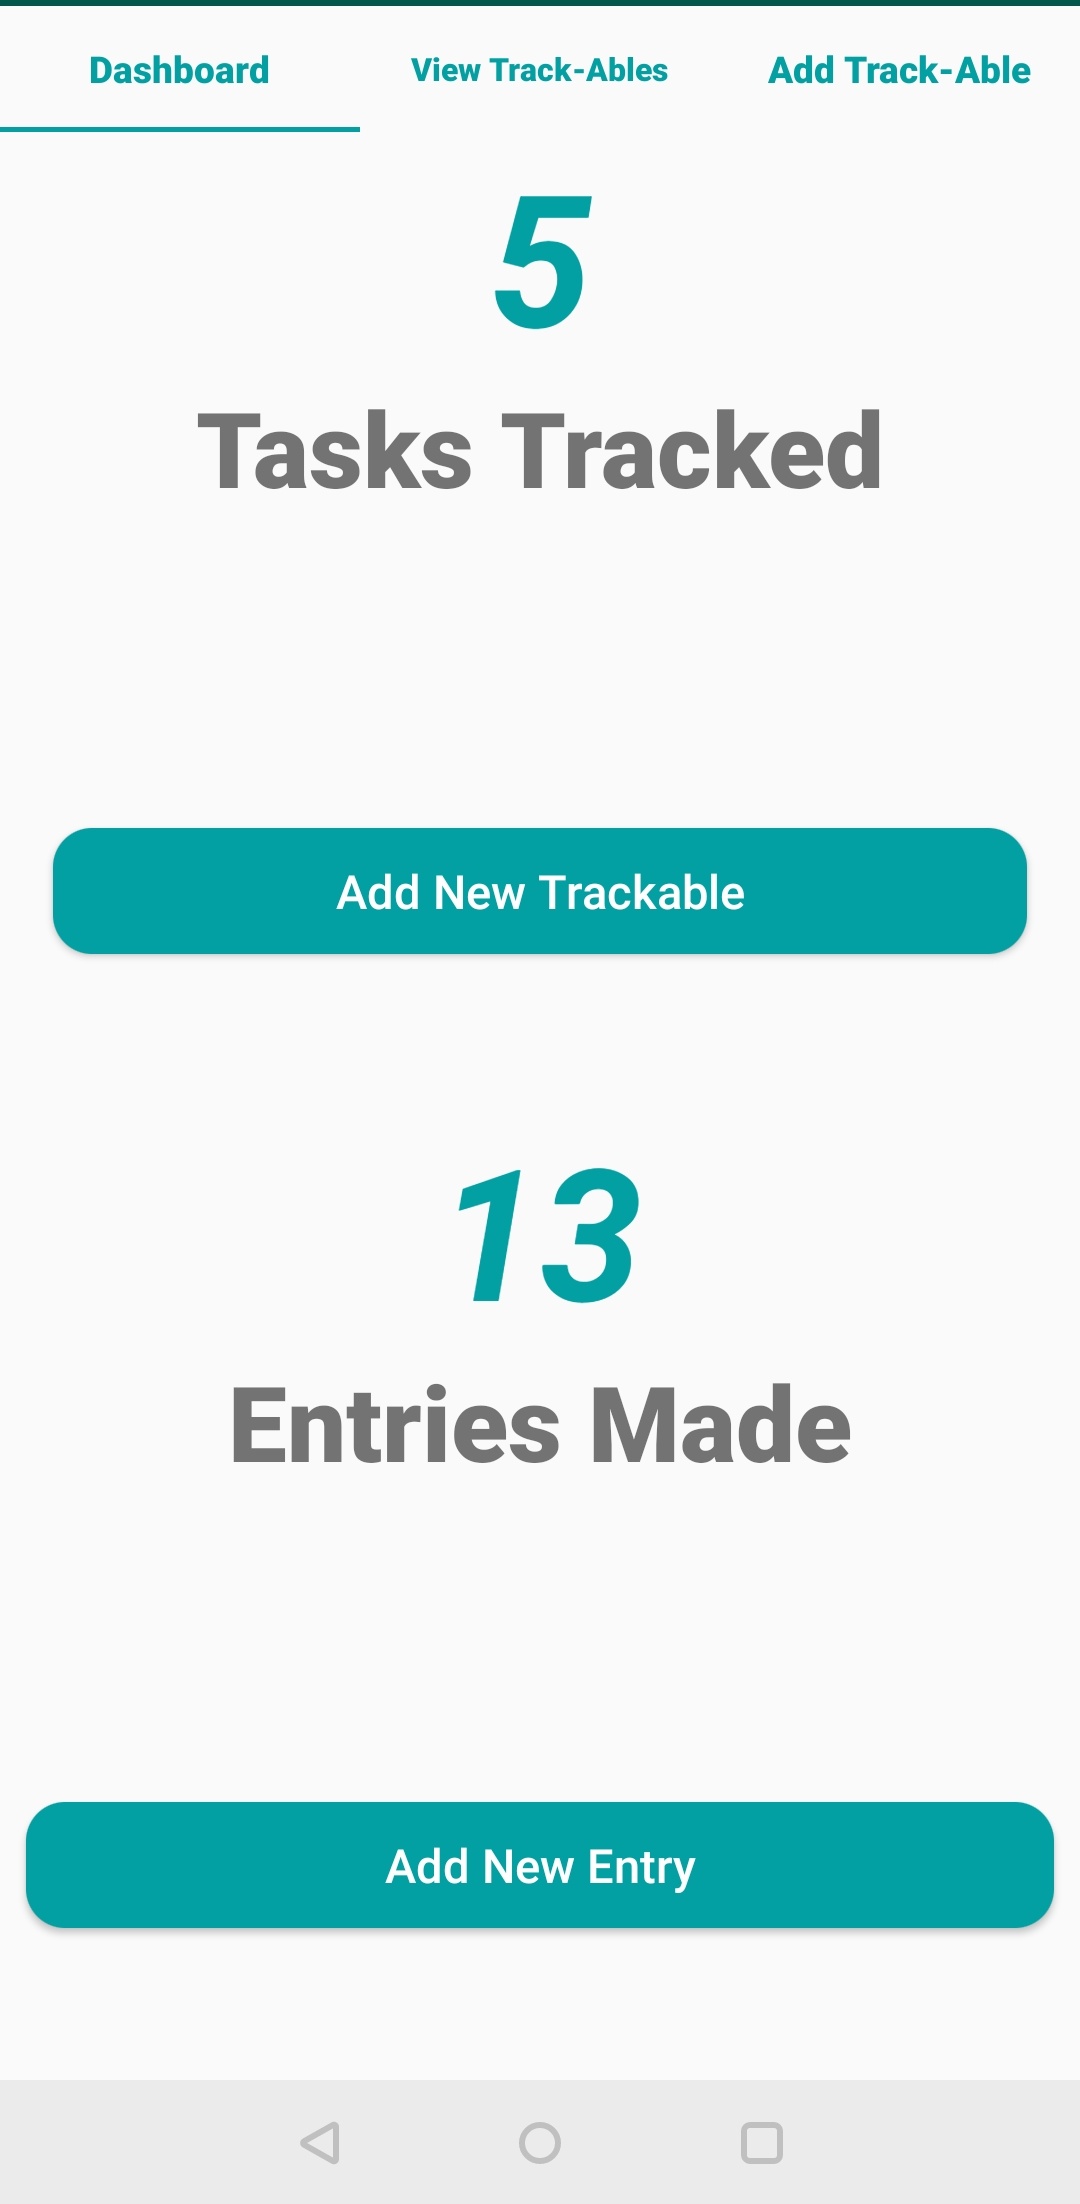 Dashboard View Track-Ables Add Track-Able
5
Tasks Tracked
Add New Trackable
13
Entries Made
Add New Entry